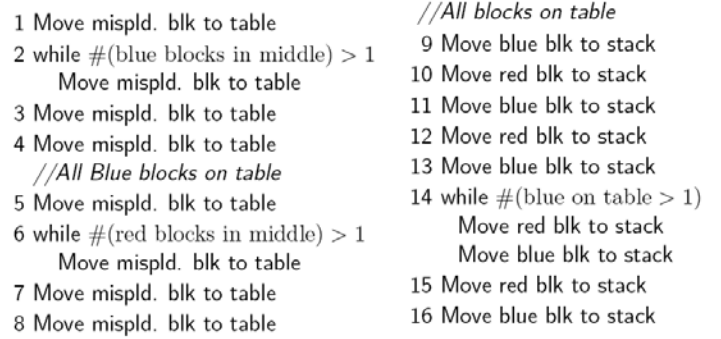 1 Move mispld. blk to table
2 while #(blue blocks in middle) > 1
Move mispld. blk to table
3 Move mispld. blk to table
4 Move mispld. blk to table
//All Blue blocks on table
5 Move mispld. blk to table
6 while #(red blocks in middle) > 1
Move mispld. blk to table
7 Move mispld. blk to table
8 Move mispld. blk to table
//All blocks on table
9 Move blue blk to stack
10 Move red blk to stack
11 Move blue blk to stack
12 Move red blk to stack
13 Move blue blk to stack
14 while #(blue on table > 1)
Move red blk to stack
Move blue blk to stack
15 Move red blk to stack
16 Move blue blk to stack